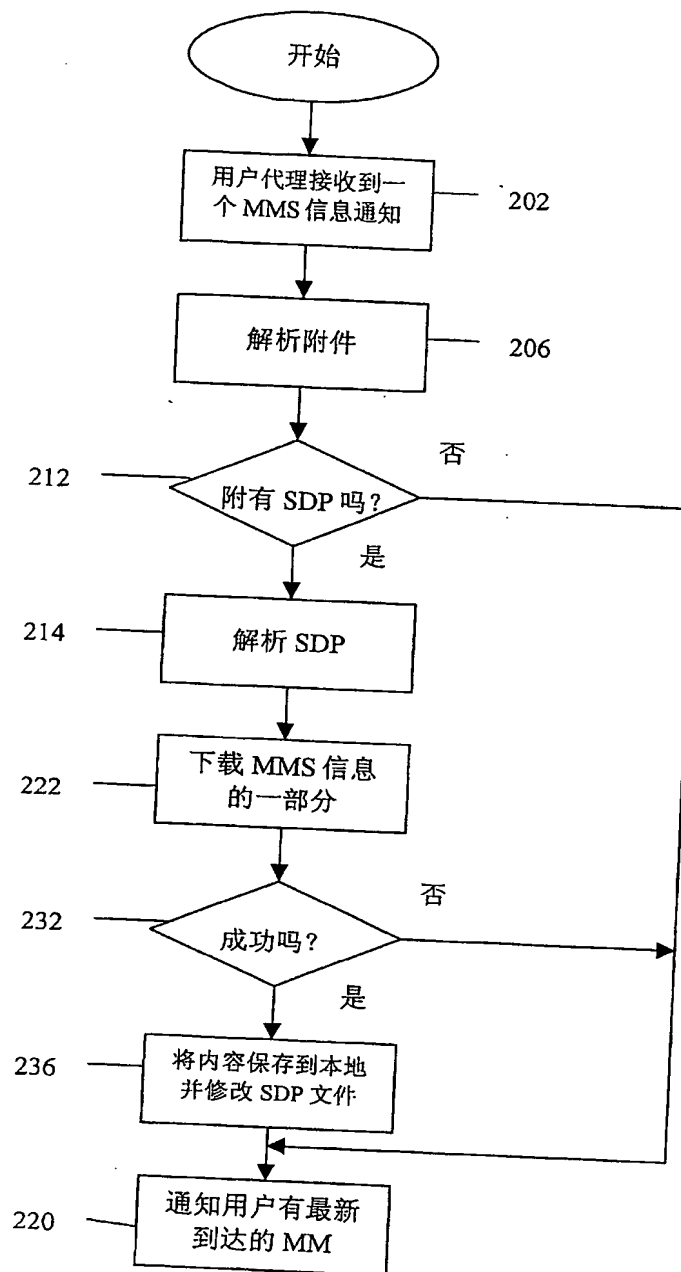 开始
用户代理接收到一
个 MMS 信息通知
202
解析附件
206
否
212
附有 SDP 吗？
是
214
解析 SDP
下载 MMS 信息
的一部分
222
否
232
成功吗？
是
236
将内容保存到本地
并修改 SDP 文件
通知用户有最新
到达的 MM
220